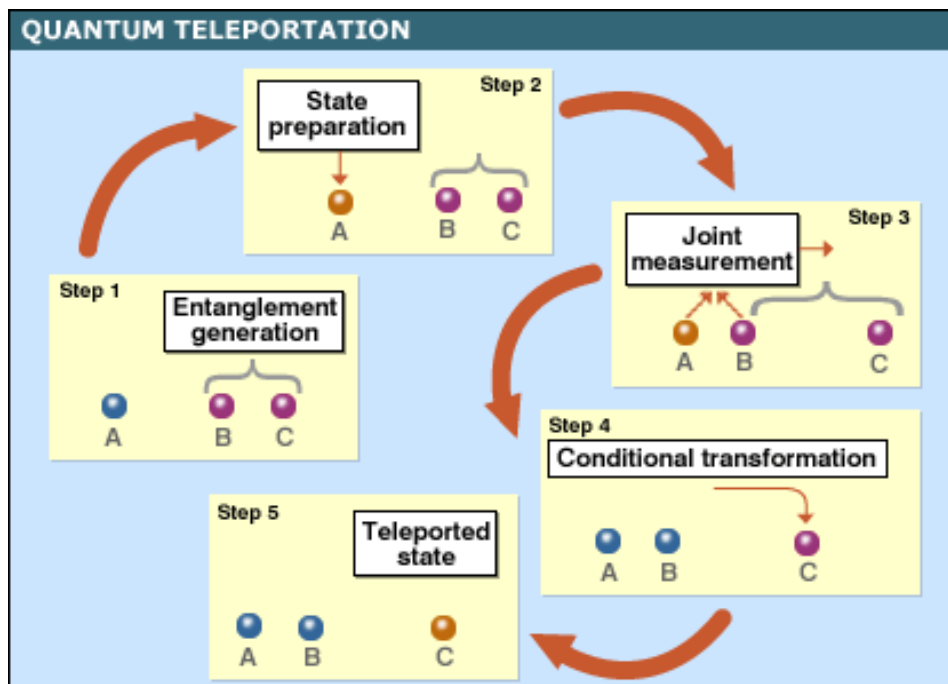 QUANTUM TELEPORTATION
Step 1
Entanglement
generation
A B C
Step 2
State
preparation
A B C
Step 3
Joint
measurement
A B C
Step 4
Conditional transformation
A B C
Step 5
Teleported
state
A B C